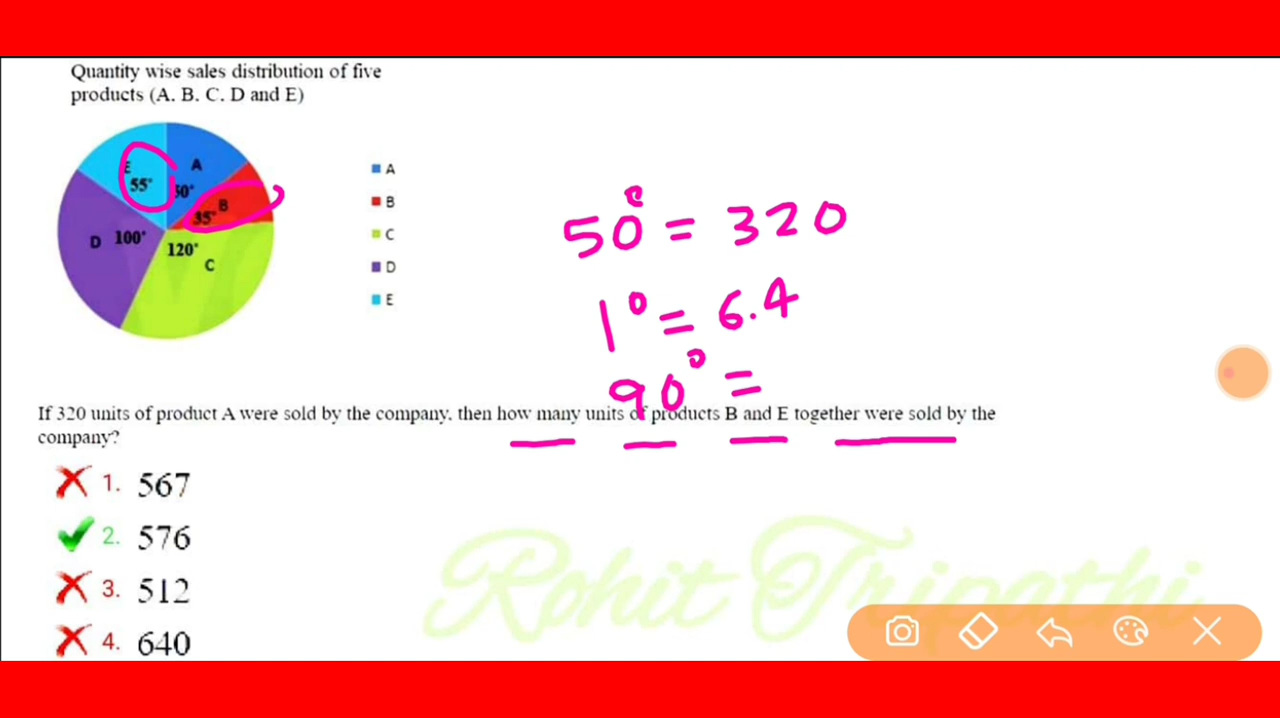 Quantity wise sales distribution of five
products (A. B. C. D and E)
A
E
55°
50°
B
35°
D 100°
120°
C
A
B
C
D
E
50° = 320
1° = 6.4
90° =
If 320 units of product A were sold by the company, then how many units of products B and E together were sold by the
company?
1. 567
2. 576
3. 512
4. 640
Rohit Tripathi